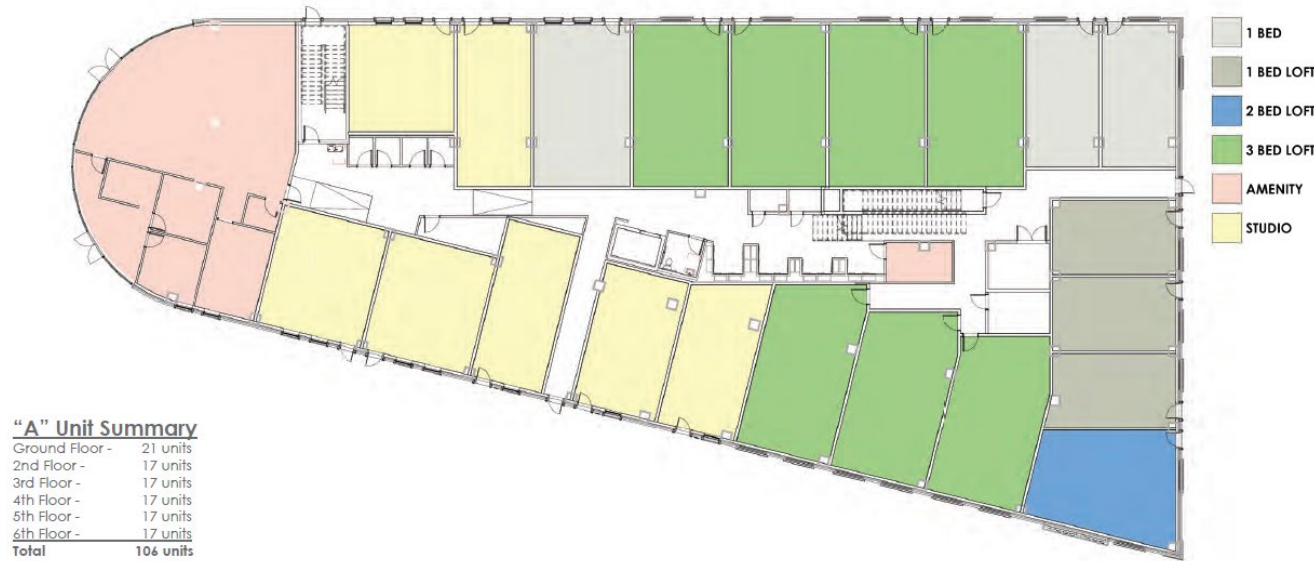 1 BED
1 BED LOFT
2 BED LOFT
3 BED LOFT
AMENITY
STUDIO
“A” Unit Summary
Ground Floor - 21 units
2nd Floor - 17 units
3rd Floor - 17 units
4th Floor - 17 units
5th Floor - 17 units
6th Floor - 17 units
Total 106 units